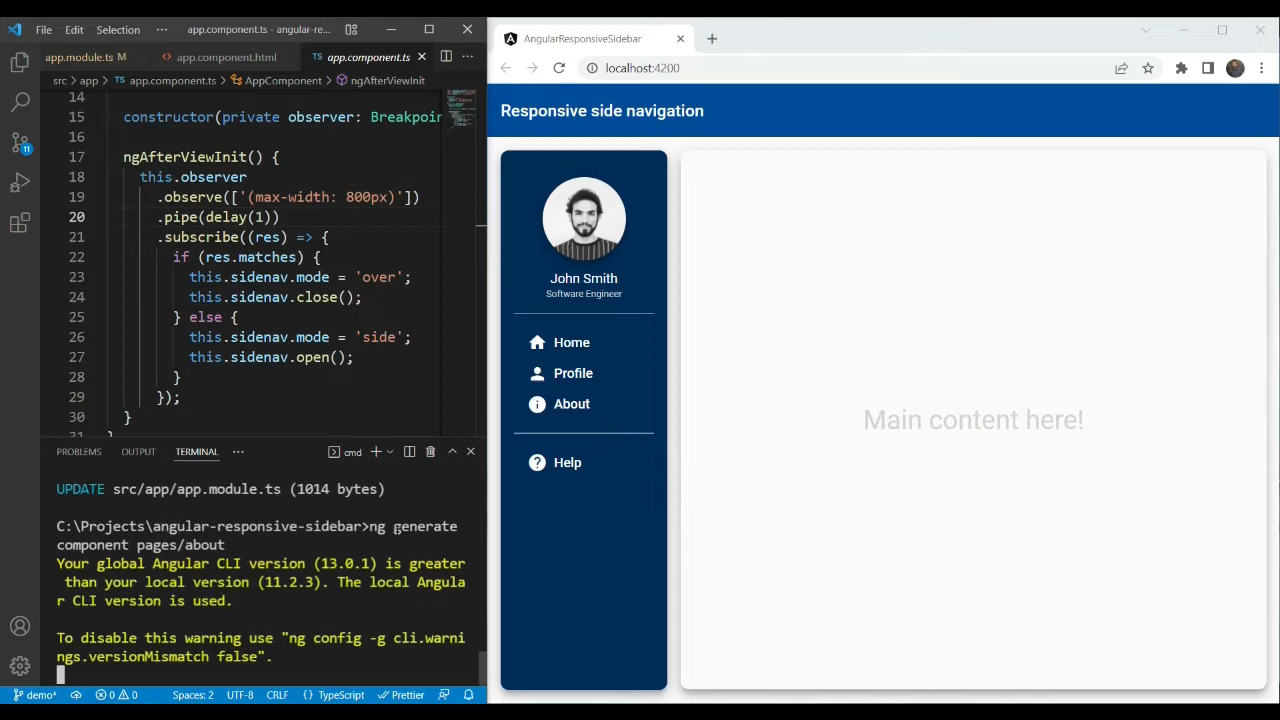 File Edit Selection ··· app.component.ts - angular-re...
app.module.ts M <> app.component.html TS app.component.ts
src > app > TS app.component.ts > AppComponent > ngAfterViewInit
14
15 constructor(private observer: Breakpoin
16
17 ngAfterViewInit() {
18 this.observer
19 .observe(['(max-width: 800px)'])
20 .pipe(delay(1))
21 .subscribe((res) => {
22 if (res.matches) {
23 this.sidenav.mode = 'over';
24 this.sidenav.close();
25 } else {
26 this.sidenav.mode = 'side';
27 this.sidenav.open();
28 }
29 });
30 }
31 }
11
PROBLEMS OUTPUT TERMINAL ··· cmd
UPDATE src/app/app.module.ts (1014 bytes)
C:\Projects\angular-responsive-sidebar>ng generate
component pages/about
Your global Angular CLI version (13.0.1) is greater
than your local version (11.2.3). The local Angula
r CLI version is used.
To disable this warning use "ng config -g cli.warni
ngs.versionMismatch false".
demo* 0 0 Spaces: 2 UTF-8 CRLF {} TypeScript Prettier
AngularResponsiveSidebar
localhost:4200
Responsive side navigation
John Smith
Software Engineer
Home
Profile
About
Help
Main content here!